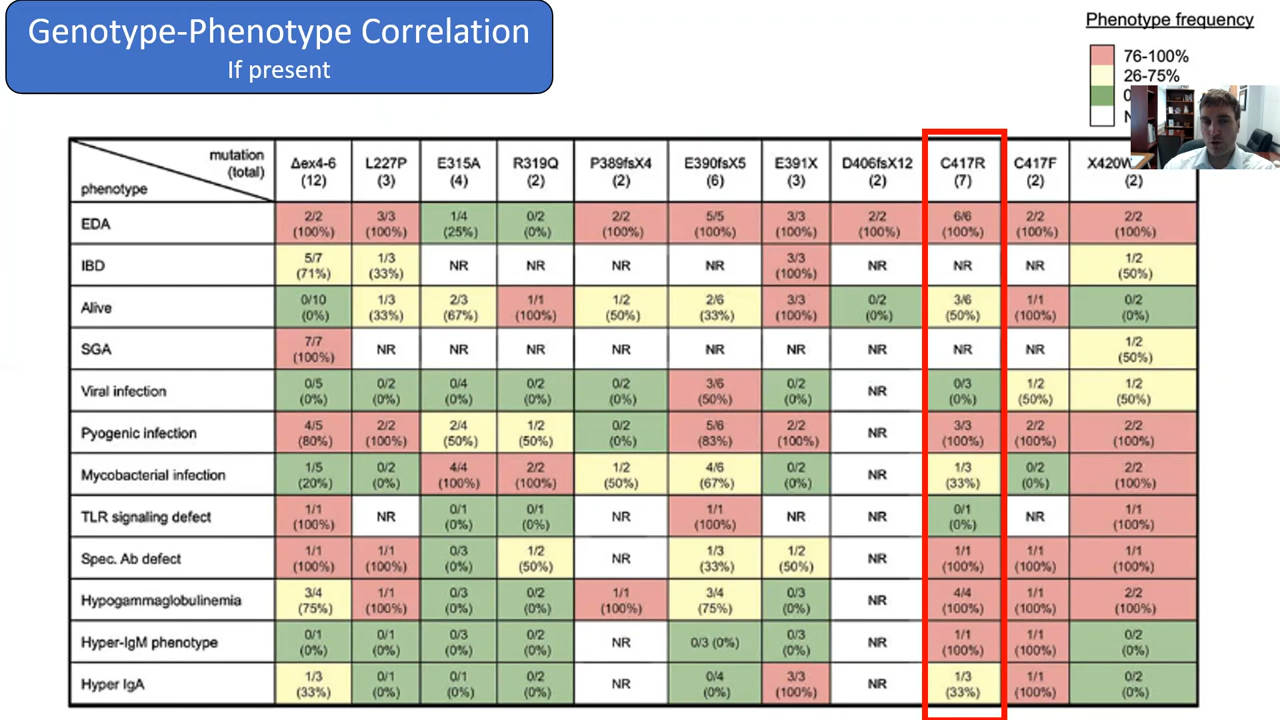 Genotype-Phenotype Correlation
If present
Phenotype frequency
76-100%
26-75%
mutation (total)
phenotype
Δex4-6 (12) L227P (3) E315A (4) R319Q (2) P389fsX4 (2) E390fsX5 (6) E391X (3) D406fsX12 (2) C417R (7) C417F (2) (2)
EDA 2/2 (100%) 3/3 (100%) 1/4 (25%) 0/2 (0%) 2/2 (100%) 5/5 (100%) 3/3 (100%) 2/2 (100%) 6/6 (100%) 2/2 (100%) 2/2 (100%)
IBD 5/7 (71%) 1/3 (33%) NR NR NR NR 3/3 (100%) NR NR NR 1/2 (50%)
Alive 0/10 (0%) 1/3 (33%) 2/3 (67%) 1/1 (100%) 1/2 (50%) 2/6 (33%) 3/3 (100%) 0/2 (0%) 3/6 (50%) 1/1 (100%) 0/2 (0%)
SGA 7/7 (100%) NR NR NR NR NR NR NR NR NR 1/2 (50%)
Viral infection 0/5 (0%) 0/2 (0%) 0/4 (0%) 0/2 (0%) 0/2 (0%) 3/6 (50%) 0/2 (0%) NR 0/3 (0%) 1/2 (50%) 1/2 (50%)
Pyogenic infection 4/5 (80%) 2/2 (100%) 2/4 (50%) 1/2 (50%) 0/2 (0%) 5/6 (83%) 2/2 (100%) NR 3/3 (100%) 2/2 (100%) 2/2 (100%)
Mycobacterial infection 1/5 (20%) 0/2 (0%) 4/4 (100%) 2/2 (100%) 1/2 (50%) 4/6 (67%) 0/2 (0%) NR 1/3 (33%) 0/2 (0%) 2/2 (100%)
TLR signaling defect 1/1 (100%) NR 0/1 (0%) 0/1 (0%) NR 1/1 (100%) NR NR 0/1 (0%) NR 1/1 (100%)
Spec. Ab defect 1/1 (100%) 1/1 (100%) 0/3 (0%) 1/2 (50%) NR 1/3 (33%) 1/2 (50%) NR 1/1 (100%) 1/1 (100%) 1/1 (100%)
Hypogammaglobulinemia 3/4 (75%) 1/1 (100%) 0/3 (0%) 0/2 (0%) 1/1 (100%) 3/4 (75%) 0/3 (0%) NR 4/4 (100%) 1/1 (100%) 2/2 (100%)
Hyper-IgM phenotype 0/1 (0%) 0/1 (0%) 0/3 (0%) 0/2 (0%) NR 0/3 (0%) 0/3 (0%) NR 1/1 (100%) 1/1 (100%) 0/2 (0%)
Hyper IgA 1/3 (33%) 0/1 (0%) 0/1 (0%) 0/2 (0%) NR 0/4 (0%) 3/3 (100%) NR 1/3 (33%) 1/1 (100%) 0/2 (0%)